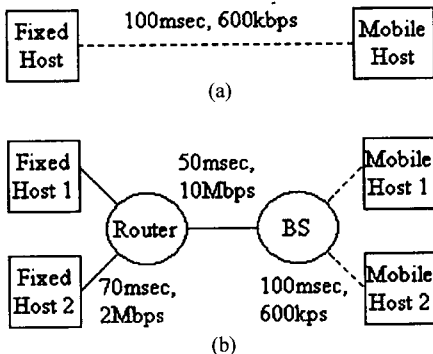 100msec, 600kbps
Fixed
Host
Mobile
Host
(a)
Fixed
Host 1
50msec,
10Mbps
Mobile
Host 1
Router
BS
Fixed
Host 2
70msec,
2Mbps
100msec,
600kps
Mobile
Host 2
(b)